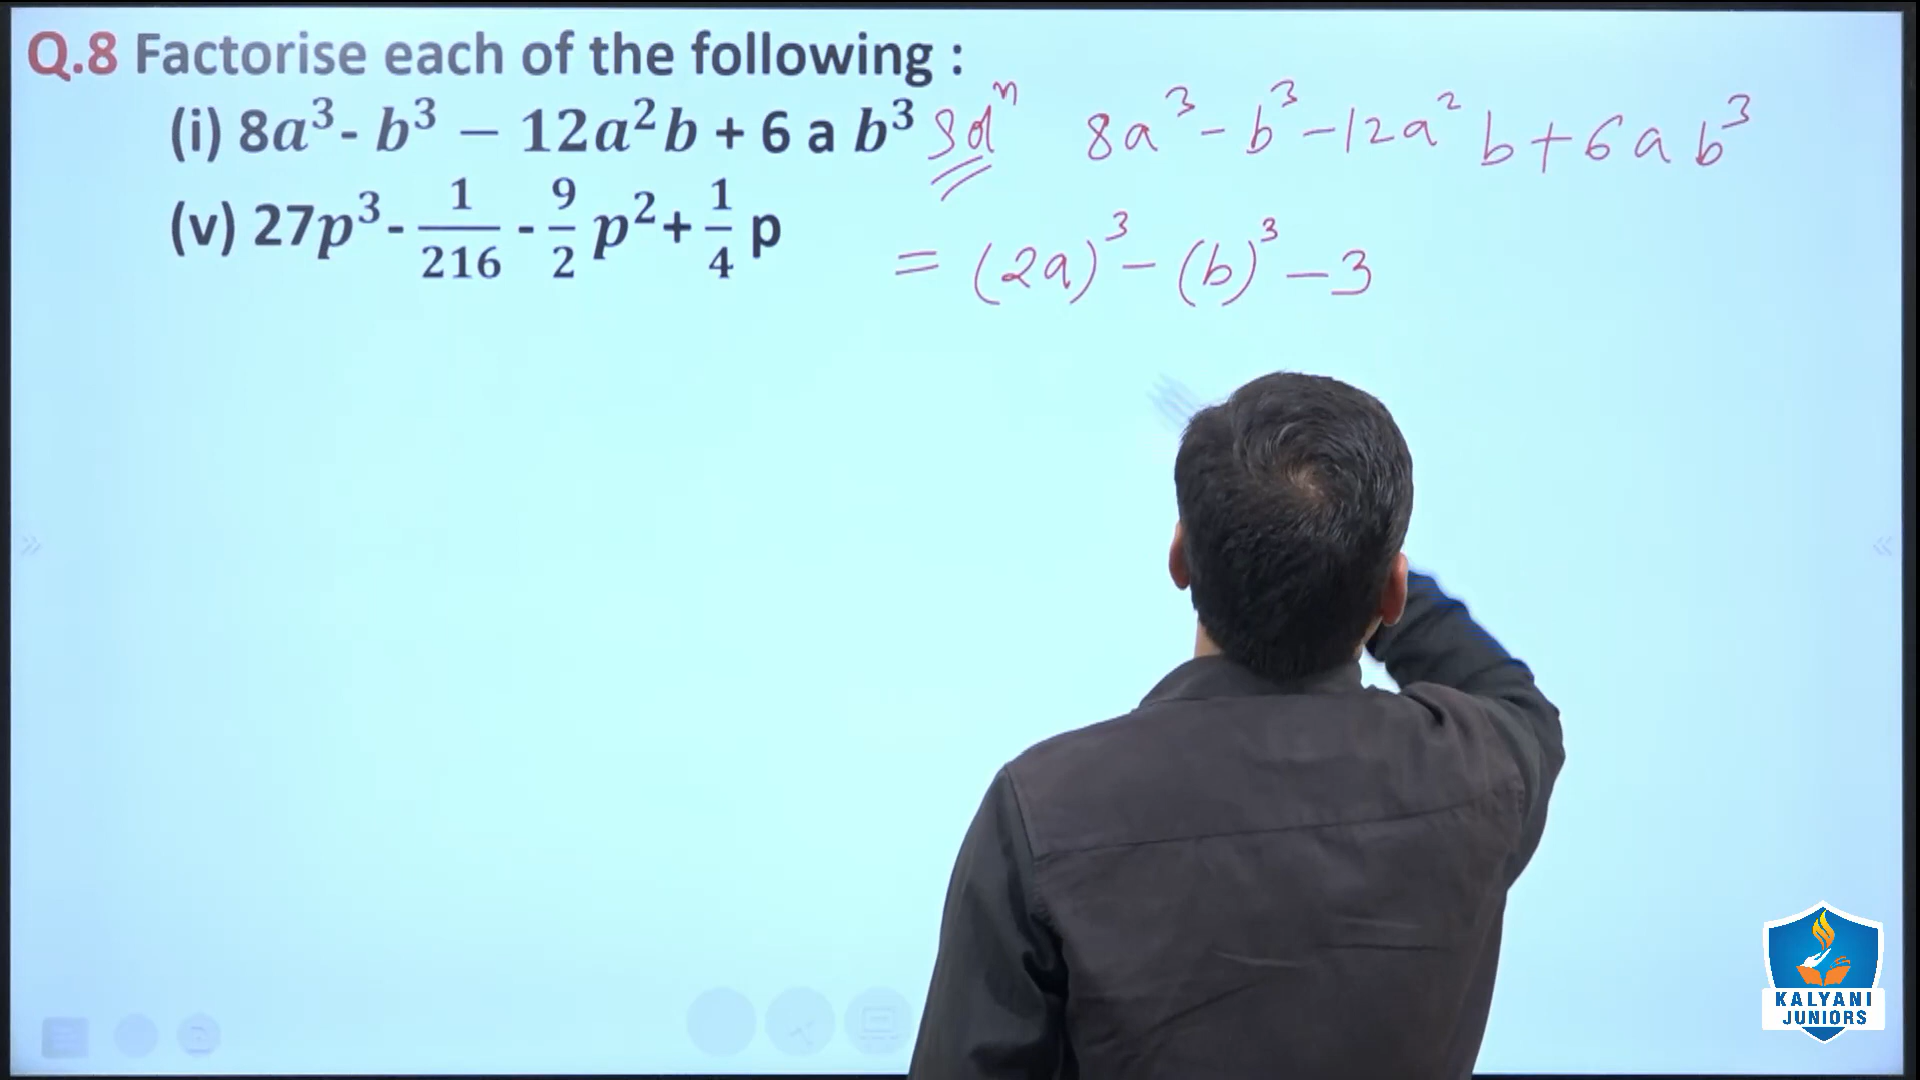 Q.8 Factorise each of the following :
(i) 8a³- b³ – 12a²b + 6 a b³
(v) 27p³- 1/216 - 9/2 p²+ 1/4 p
Solⁿ 8a³ - b³ - 12a² b + 6 a b³
= (2a)³ - (b)³ - 3
KALYANI
JUNIORS